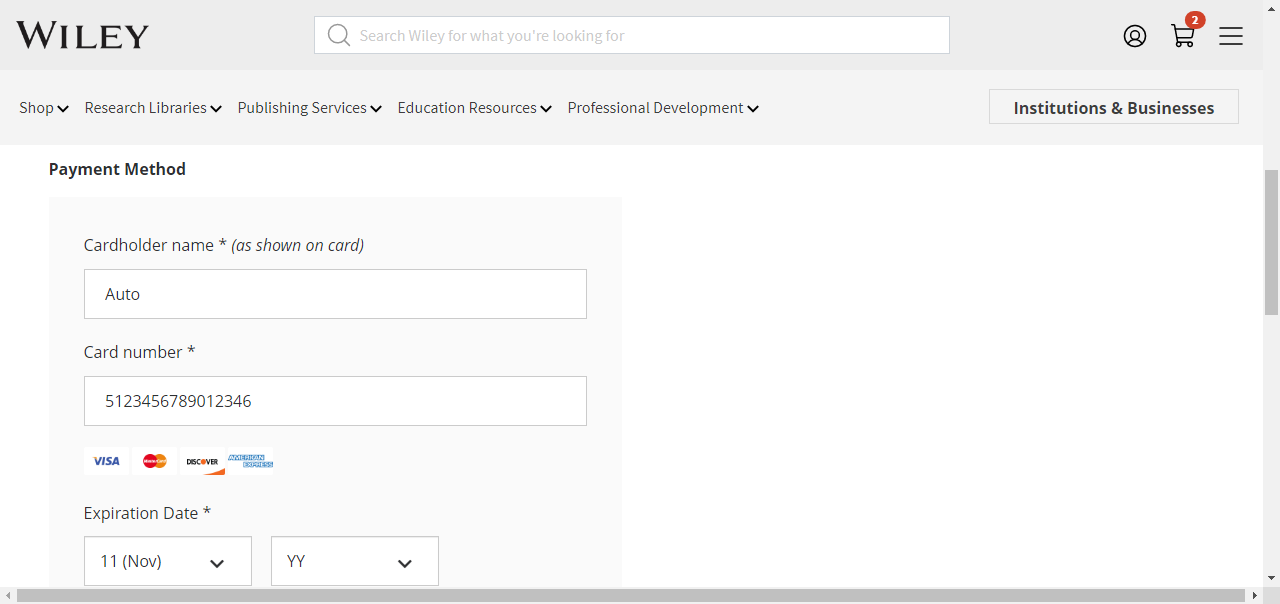 WILEY
Search Wiley for what you're looking for
2
Shop Research Libraries Publishing Services Education Resources Professional Development
Institutions & Businesses
Payment Method
Cardholder name * (as shown on card)
Auto
Card number *
5123456789012346
VISA MasterCard DISCOVER AMERICAN EXPRESS
Expiration Date *
11 (Nov) YY